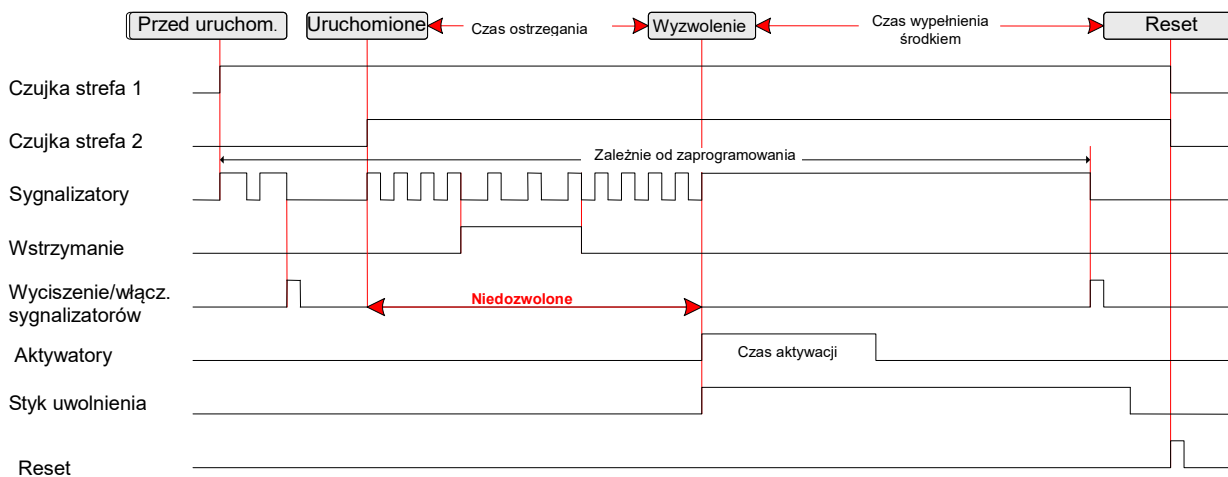 Przed uruchom.
Uruchomione
Czas ostrzegania
Wyzwolenie
Czas wypełnienia
środkiem
Reset
Czujka strefa 1
Czujka strefa 2
Zależnie od zaprogramowania
Sygnalizatory
Wstrzymanie
Wyciszenie/włącz.
sygnalizatorów
Niedozwolone
Aktywatory
Czas aktywacji
Styk uwolnienia
Reset